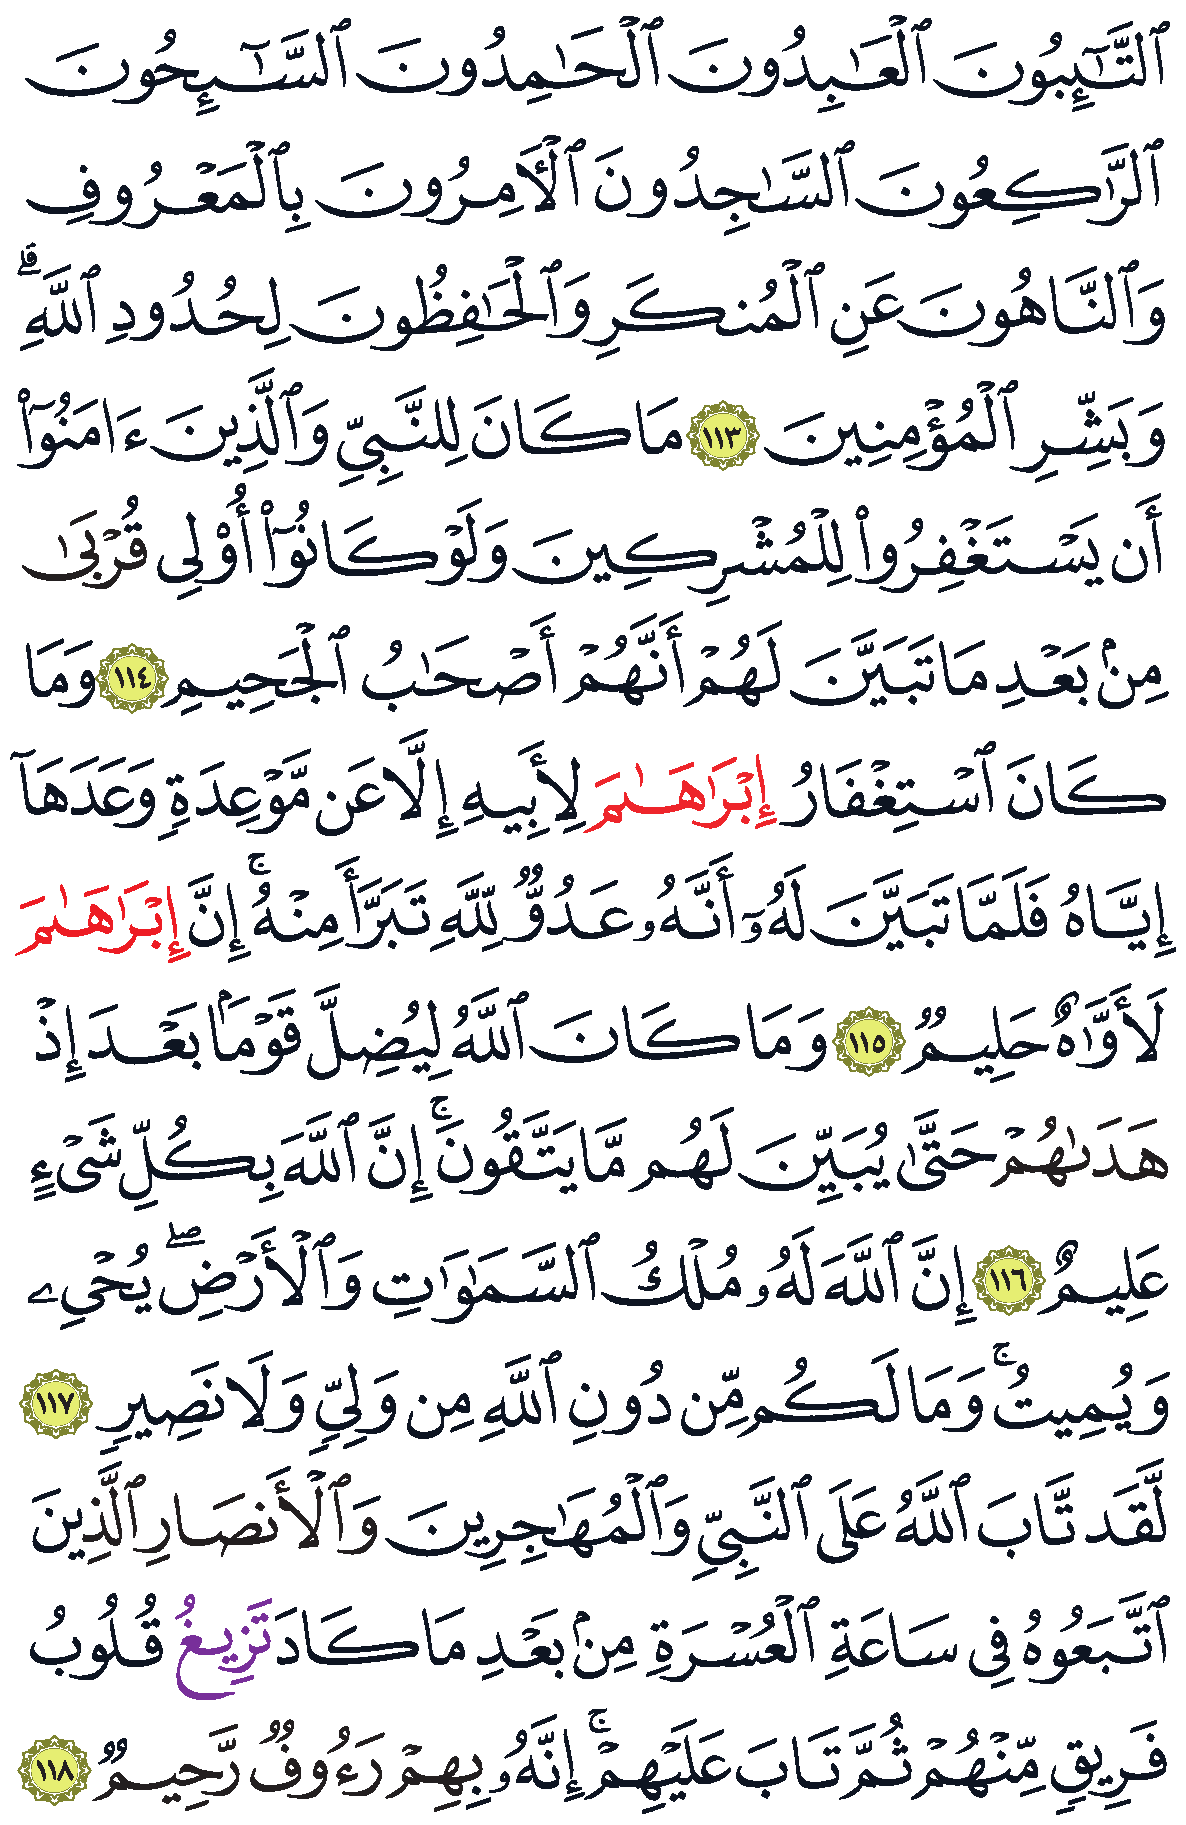 ٱلتَّـٰٓئِبُونَ ٱلْعَـٰبِدُونَ ٱلْحَـٰمِدُونَ ٱلسَّـٰٓئِحُونَ
ٱلرَّٰكِعُونَ ٱلسَّـٰجِدُونَ ٱلْأَمِرُونَ بِٱلْمَعْرُوفِ
وَٱلنَّاهُونَ عَنِ ٱلْمُنكَرِ وَٱلْحَـٰفِظُونَ لِحُدُودِ ٱللَّهِۗ
وَبَشِّرِ ٱلْمُؤْمِنِينَ ١١٣ مَا كَانَ لِلنَّبِيِّ وَٱلَّذِينَ ءَامَنُوٓا۟
أَن يَسْتَغْفِرُوا۟ لِلْمُشْرِكِينَ وَلَوْ كَانُوٓا۟ أُو۟لِى قُرْبَىٰ
مِنۢ بَعْدِ مَا تَبَيَّنَ لَهُمْ أَنَّهُمْ أَصْحَـٰبُ ٱلْجَحِيمِ ١١٤ وَمَا
كَانَ ٱسْتِغْفَارُ إِبْرَٰهَـٰمَ لِأَبِيهِ إِلَّا عَن مَّوْعِدَةٍ وَعَدَهَآ
إِيَّاهُ فَلَمَّا تَبَيَّنَ لَهُۥٓ أَنَّهُۥ عَدُوٌّ لِّلَّهِ تَبَرَّأَ مِنْهُۚ إِنَّ إِبْرَٰهَـٰمَ
لَأَوَّٰهٌ حَلِيمٌ ١١٥ وَمَا كَانَ ٱللَّهُ لِيُضِلَّ قَوْمًۢا بَعْدَ إِذْ
هَدَىٰهُمْ حَتَّىٰ يُبَيِّنَ لَهُم مَّا يَتَّقُونَۚ إِنَّ ٱللَّهَ بِكُلِّ شَىْءٍ
عَلِيمٌ ١١٦ إِنَّ ٱللَّهَ لَهُۥ مُلْكُ ٱلسَّمَـٰوَٰتِ وَٱلْأَرْضِۖ يُحْىِۦ
وَيُمِيتُۚ وَمَا لَكُم مِّن دُونِ ٱللَّهِ مِن وَلِىٍّ وَلَا نَصِيرٍ ١١٧
لَّقَد تَّابَ ٱللَّهُ عَلَى ٱلنَّبِىِّ وَٱلْمُهَـٰجِرِينَ وَٱلْأَنصَارِ ٱلَّذِينَ
ٱتَّبَعُوهُ فِى سَاعَةِ ٱلْعُسْرَةِ مِنۢ بَعْدِ مَا كَادَ تَزِيغُ قُلُوبُ
فَرِيقٍ مِّنْهُمْ ثُمَّ تَابَ عَلَيْهِمْۚ إِنَّهُۥ بِهِمْ رَءُوفٌ رَّحِيمٌ ١١٨